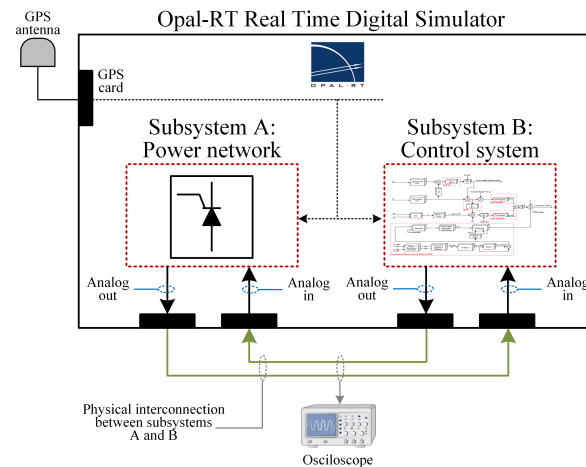 Opal-RT Real Time Digital Simulator
GPS
antenna
GPS
card
OPAL-RT
Subsystem A:
Power network
Subsystem B:
Control system
Analog
out
Analog
in
Analog
out
Analog
in
Physical interconnection
between subsystems
A and B
Osciloscope